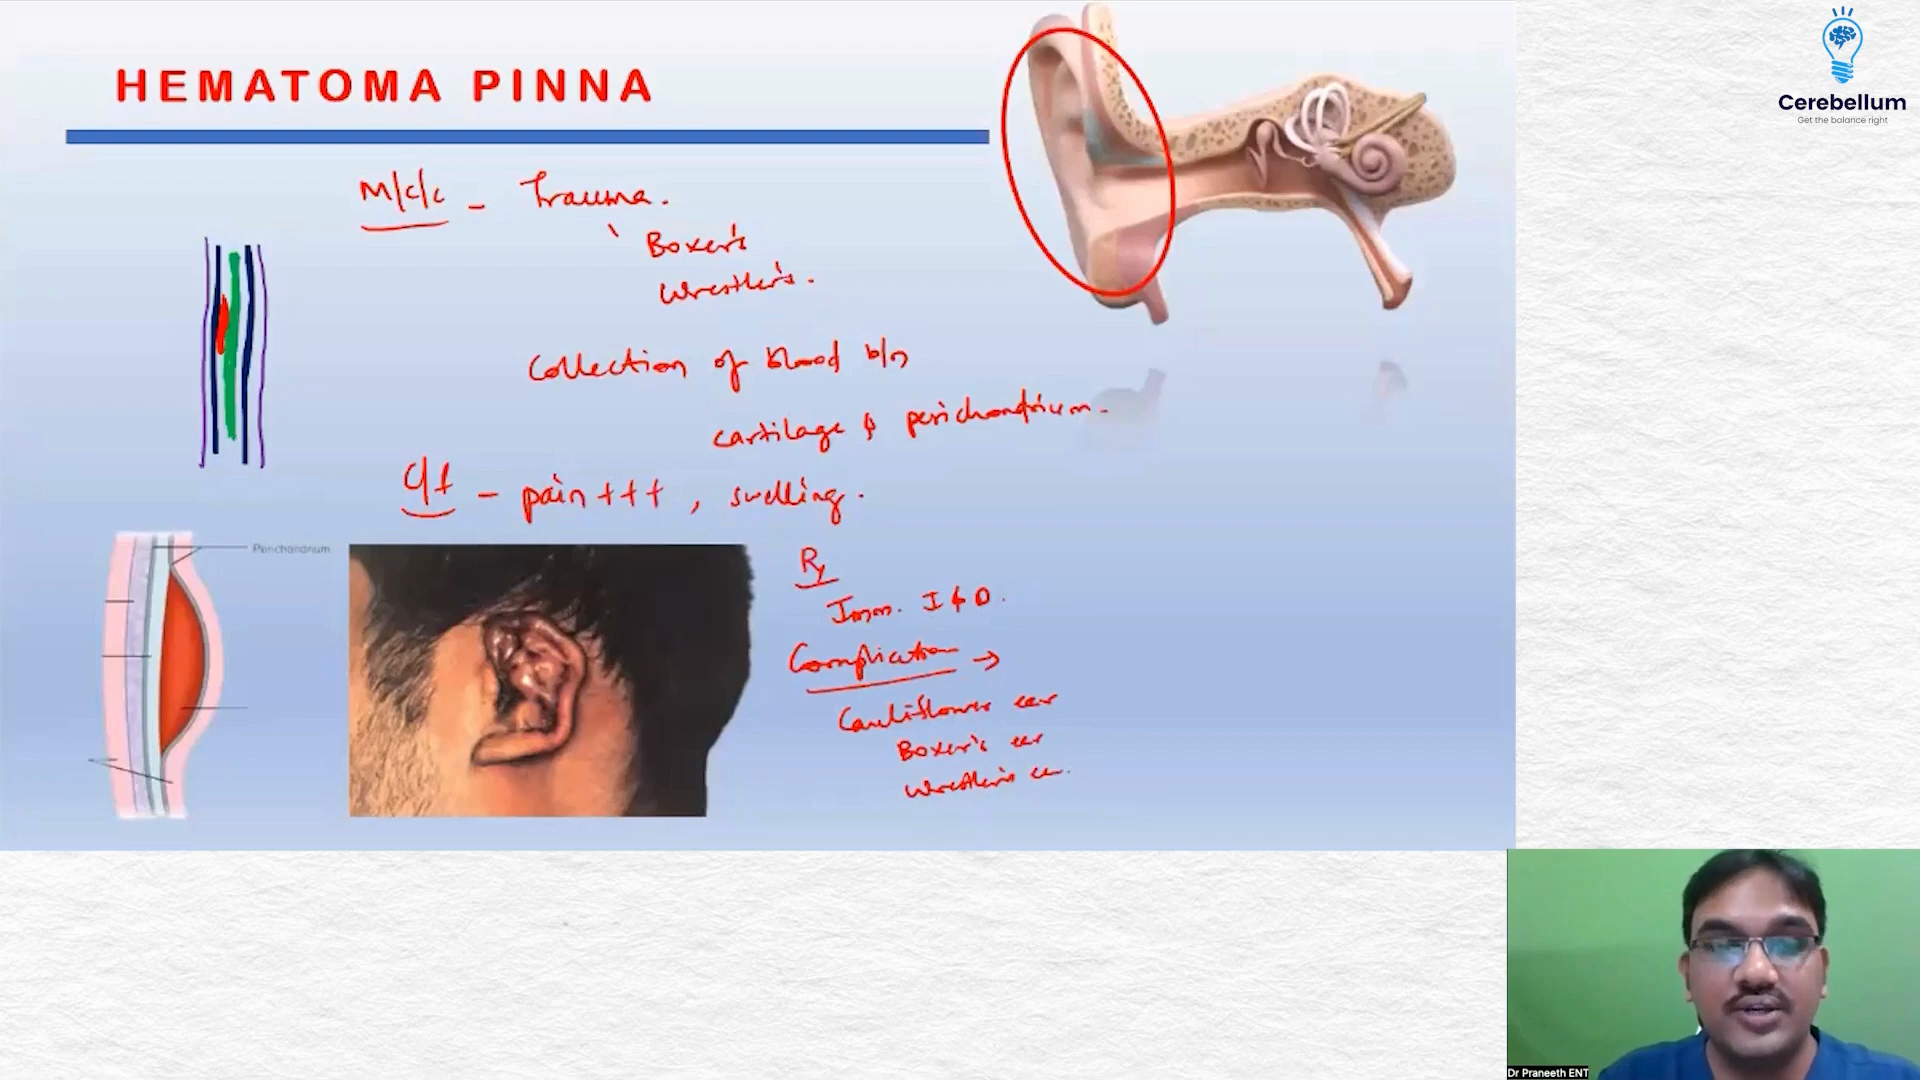 HEMATOMA PINNA
M/c/c - Trauma.
Boxer's
Wrestler's.
Collection of blood b/n
cartilage & perichondrium.
C/f - pain +++, swelling.
Perichondrium
Rx
Imm. I & D.
Complication →
Cauliflower ear
Boxer's ear
Wrestler's ear.
Cerebellum
Get the balance right
Dr Praneeth ENT